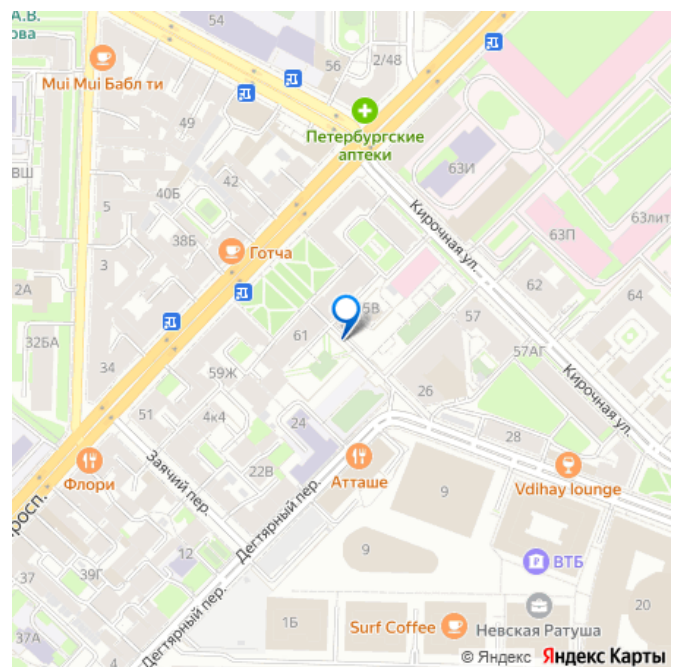 А.В.
ова
54
Mui Mui Бабл ти
56
2/48
Петербургские
аптеки
49
ВШ
63И
42
40Б
Кирочная ул.
63лит
38Б
63П
Готча
3
62
2А
64
5В
57
61
32БА
34
57АГ
59Ж
Кирочная ул.
26
51
4к4
24
28
Заячий пер.
22В
Флори
Атташе
Vdihay lounge
9
росп.
Дегтярный пер.
12
9
ВТБ
37
39Г
20
1Б
Surf Coffee
Невская Ратуша
37А
Дегтярный пер.
© Яндекс Яндекс Карты